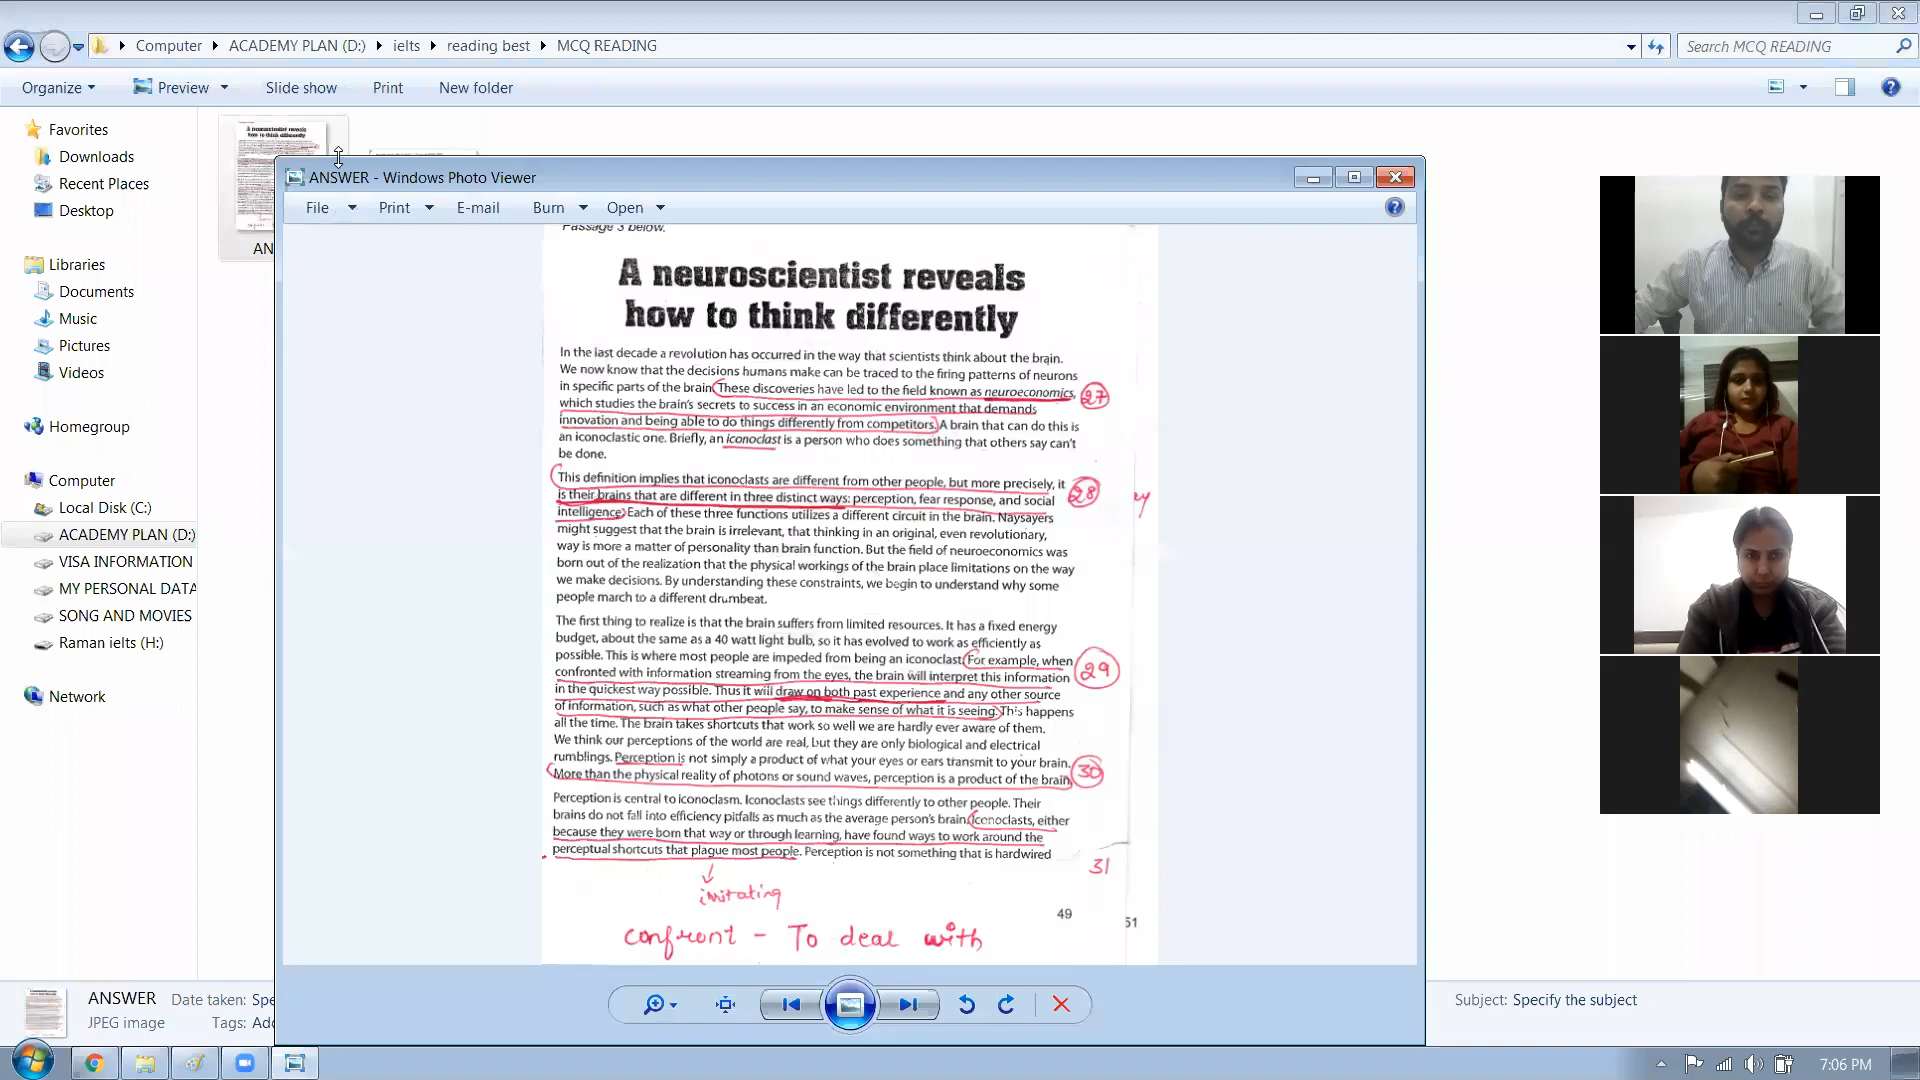 Computer
ACADEMY PLAN (D:)
ielts
reading best
MCQ READING
Search MCQ READING
Organize
Preview
Slide show
Print
New folder
Favorites
Downloads
Recent Places
Desktop
Libraries
Documents
Music
Pictures
Videos
Homegroup
Computer
Local Disk (C:)
ACADEMY PLAN (D:)
VISA INFORMATION
MY PERSONAL DATA
SONG AND MOVIES
Raman ielts (H:)
Network
A neuroscientist reveals
how to think differently
AN
ANSWER - Windows Photo Viewer
File
Print
E-mail
Burn
Open
Passage 3 below.
A neuroscientist reveals
how to think differently
In the last decade a revolution has occurred in the way that scientists think about the brain.
We now know that the decisions humans make can be traced to the firing patterns of neurons
in specific parts of the brain. These discoveries have led to the field known as neuroeconomics, 27
which studies the brain's secrets to success in an economic environment that demands
innovation and being able to do things differently from competitors. A brain that can do this is
an iconoclastic one. Briefly, an iconoclast is a person who does something that others say can't
be done.
This definition implies that iconoclasts are different from other people, but more precisely, it 28
is their brains that are different in three distinct ways: perception, fear response, and social
intelligence. Each of these three functions utilizes a different circuit in the brain. Naysayers
might suggest that the brain is irrelevant, that thinking in an original, even revolutionary,
way is more a matter of personality than brain function. But the field of neuroeconomics was
born out of the realization that the physical workings of the brain place limitations on the way
we make decisions. By understanding these constraints, we begin to understand why some
people march to a different drumbeat.
The first thing to realize is that the brain suffers from limited resources. It has a fixed energy
budget, about the same as a 40 watt light bulb, so it has evolved to work as efficiently as
possible. This is where most people are impeded from being an iconoclast. For example, when 29
confronted with information streaming from the eyes, the brain will interpret this information
in the quickest way possible. Thus it will draw on both past experience and any other source
of information, such as what other people say, to make sense of what it is seeing. This happens
all the time. The brain takes shortcuts that work so well we are hardly ever aware of them.
We think our perceptions of the world are real, but they are only biological and electrical
rumblings. Perception is not simply a product of what your eyes or ears transmit to your brain.
More than the physical reality of photons or sound waves, perception is a product of the brain. 30
Perception is central to iconoclasm. Iconoclasts see things differently to other people. Their
brains do not fall into efficiency pitfalls as much as the average person's brain. Iconoclasts, either
because they were born that way or through learning, have found ways to work around the
perceptual shortcuts that plague most people. Perception is not something that is hardwired
31
irritating
49
51
confront - To deal with
ANSWER
Date taken: Spe
JPEG image
Tags: Add
Subject: Specify the subject
7:06 PM